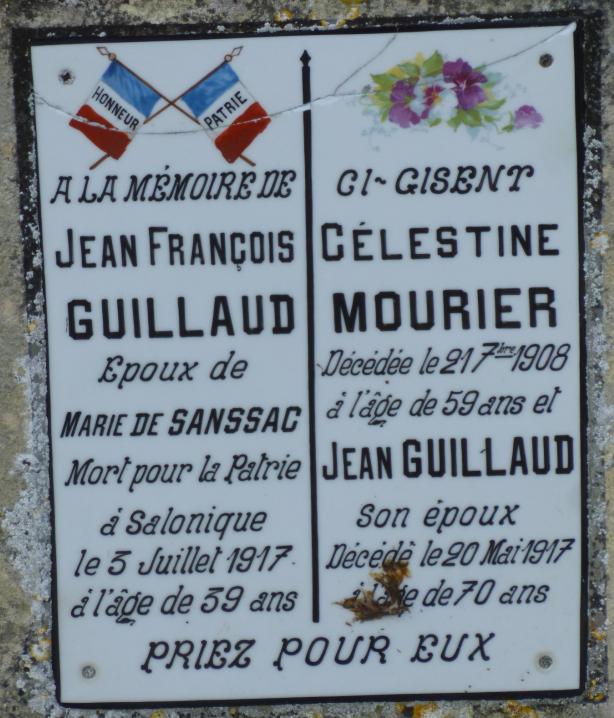 HONNEUR
PATRIE
A LA MÉMOIRE DE
JEAN FRANÇOIS
GUILLAUD
Epoux de
MARIE DE SANSSAC
Mort pour la Patrie
à Salonique
le 3 Juillet 1917
à l'âge de 39 ans
CI~GISENT
CÉLESTINE
MOURIER
Décédée le 21 7bre 1908
à l'âge de 59 ans et
JEAN GUILLAUD
Son époux
Décédé le 20 Mai 1917
à l'âge de 70 ans
PRIEZ POUR EUX